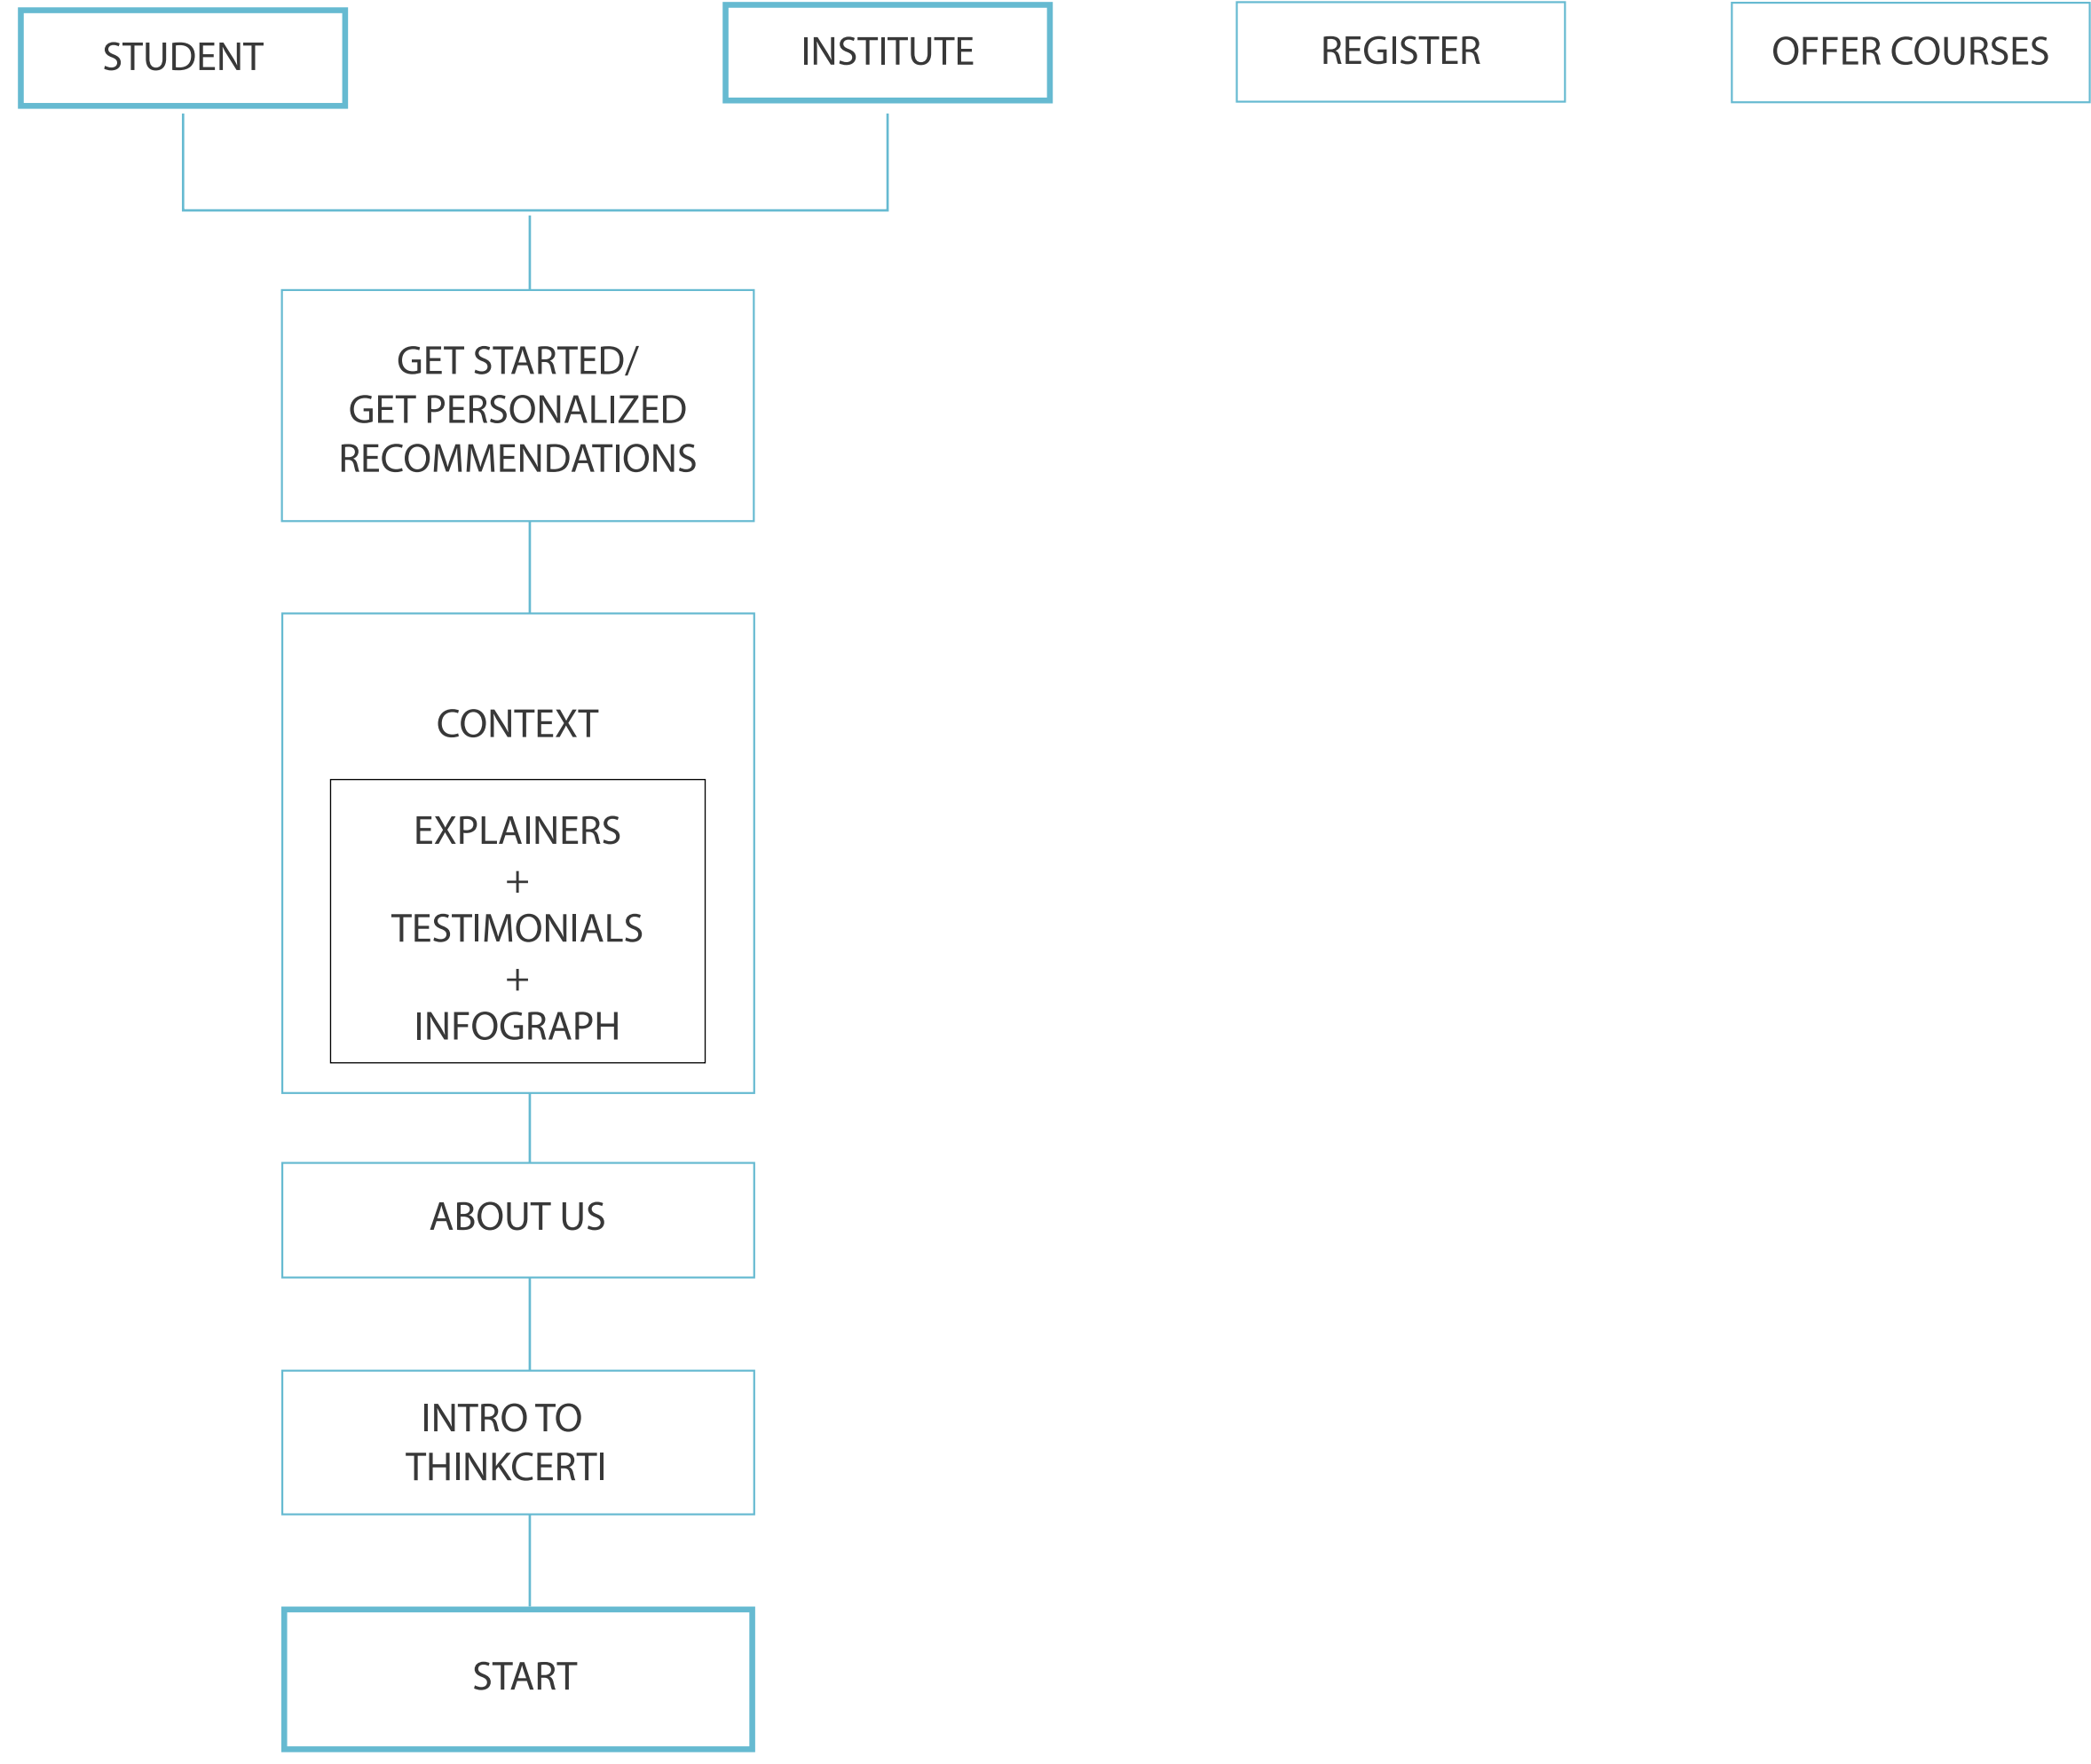 STUDENT
INSTITUTE
REGISTER
OFFER COURSES
GET STARTED/
GET PERSONALIZED
RECOMMENDATIONS
CONTEXT
EXPLAINERS
+
TESTIMONIALS
+
INFOGRAPH
ABOUT US
INTRO TO
THINKCERTI
START